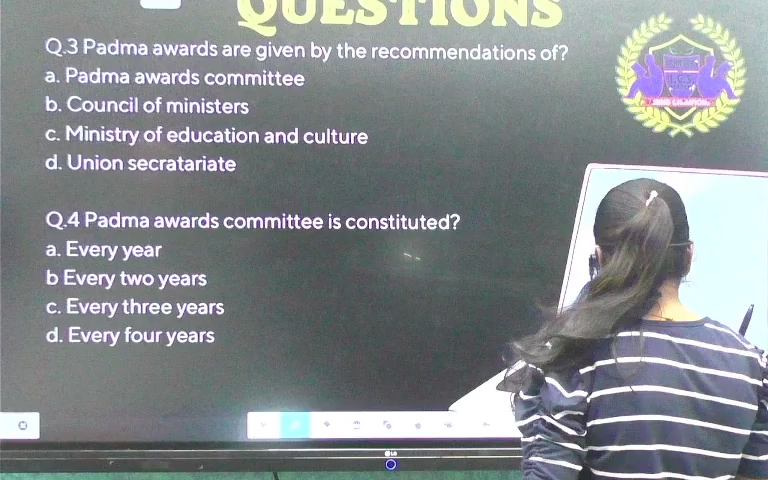 QUESTIONS
Q.3 Padma awards are given by the recommendations of?
a. Padma awards committee
b. Council of ministers
c. Ministry of education and culture
d. Union secratariate
Q.4 Padma awards committee is constituted?
a. Every year
b Every two years
c. Every three years
d. Every four years
LG